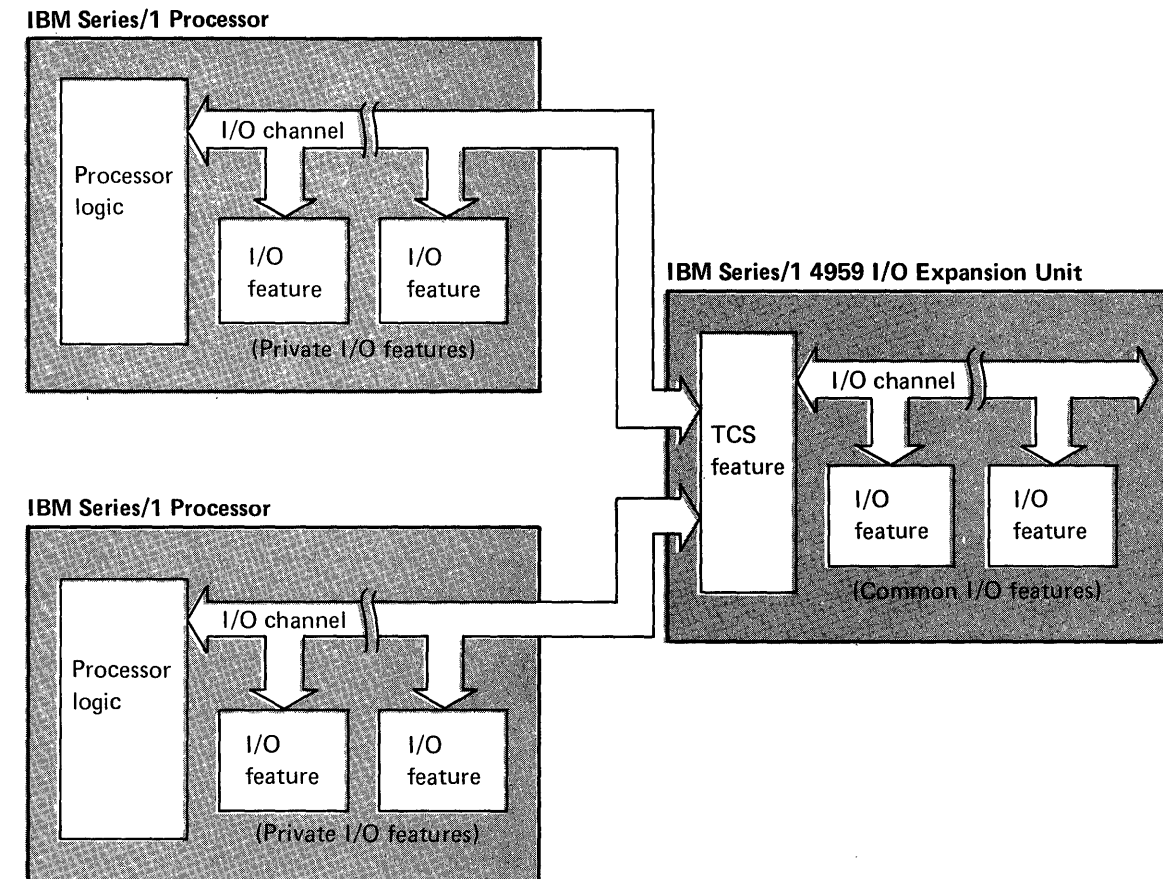 IBM Series/1 Processor
I/O channel
Processor
logic
I/O
feature
I/O
feature
(Private I/O features)
IBM Series/1 4959 I/O Expansion Unit
I/O channel
TCS
feature
I/O
feature
I/O
feature
(Common I/O features)
IBM Series/1 Processor
I/O channel
Processor
logic
I/O
feature
I/O
feature
(Private I/O features)